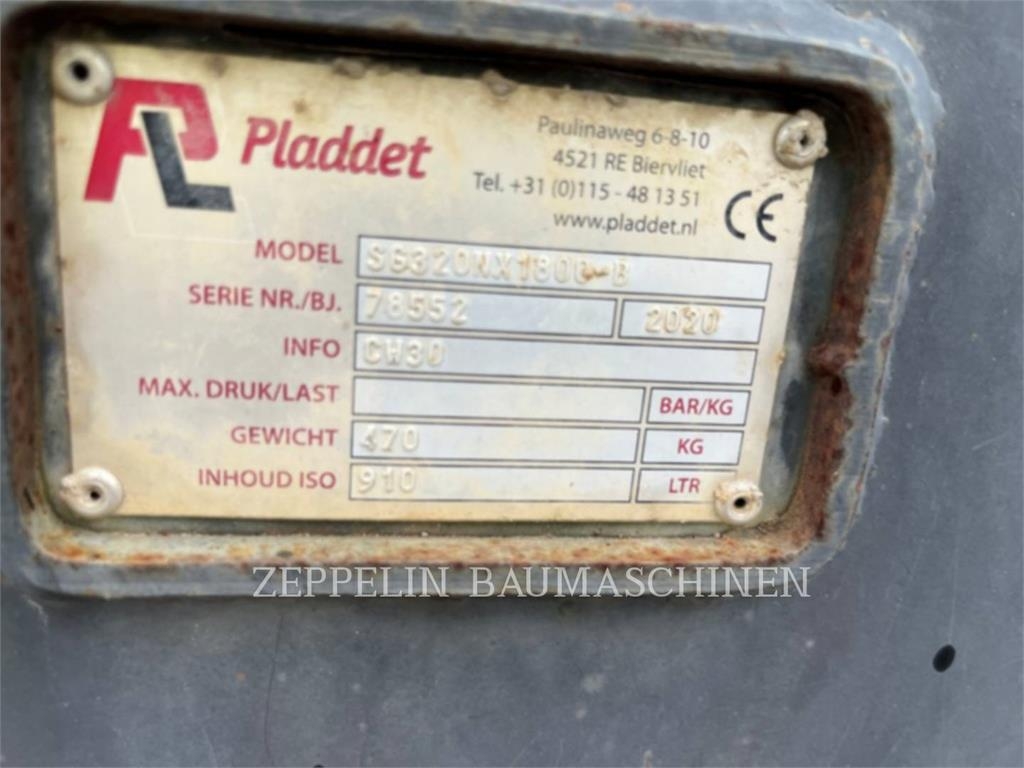 PL Pladdet
Paulinaweg 6-8-10
4521 RE Biervliet
Tel. +31 (0)115 - 48 13 51
www.pladdet.nl
CE
MODEL SG320NX1800-B
SERIE NR./BJ. 78552 2020
INFO CW30
MAX. DRUK/LAST BAR/KG
GEWICHT 470 KG
INHOUD ISO 910 LTR
ZEPPELIN BAUMASCHINEN